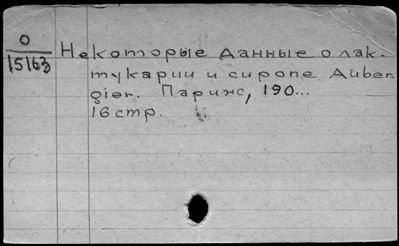 О
15163
Некоторые данные о лак-
тукарии и сиропе Auber
gier. Париж, 190...
16 стр.